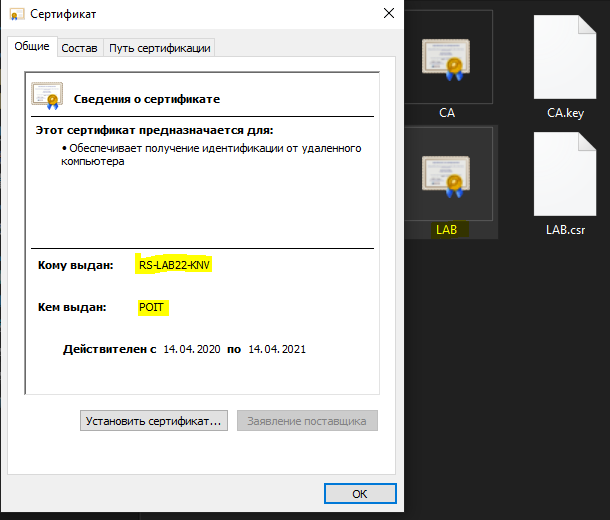 Сертификат
Общие
Состав
Путь сертификации
Сведения о сертификате
Этот сертификат предназначается для:
• Обеспечивает получение идентификации от удаленного
компьютера
Кому выдан: RS-LAB22-KNV
Кем выдан: POIT
Действителен с 14.04.2020 по 14.04.2021
Установить сертификат...
Заявление поставщика
OK
CA
CA.key
LAB
LAB.csr